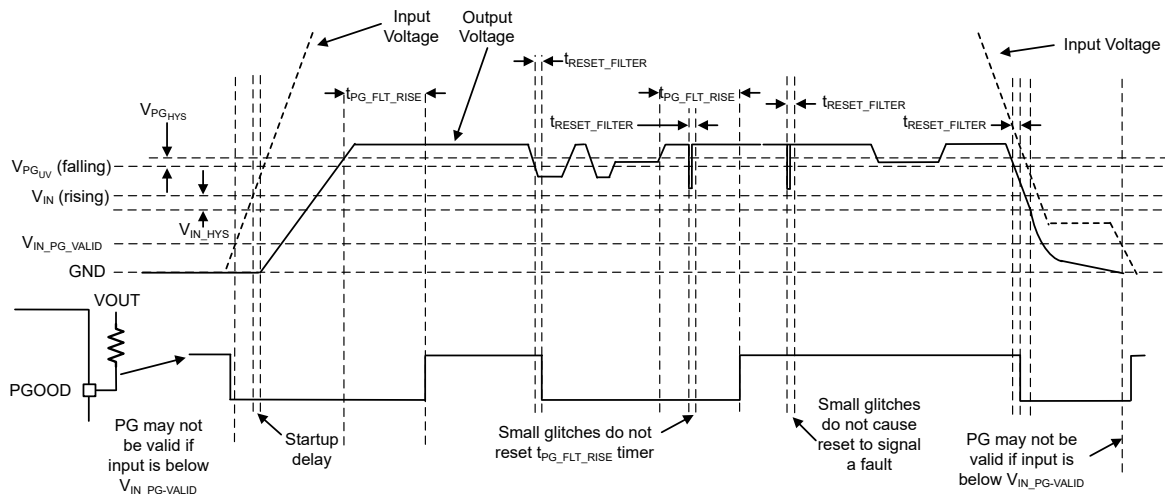 Input
Voltage
Output
Voltage
Input Voltage
tRESET_FILTER
tPG_FLT_RISE
tPG_FLT_RISE
tRESET_FILTER
tRESET_FILTER
tRESET_FILTER
VPGHYS
VPGUV (falling)
VIN (rising)
VIN_HYS
VIN_PG_VALID
GND
VOUT
PGOOD
PG may not
be valid if
input is below
VIN_PG-VALID
Startup
delay
Small glitches do not
reset tPG_FLT_RISE timer
Small glitches
do not cause
reset to signal
a fault
PG may not be
valid if input is
below VIN_PG_VALID